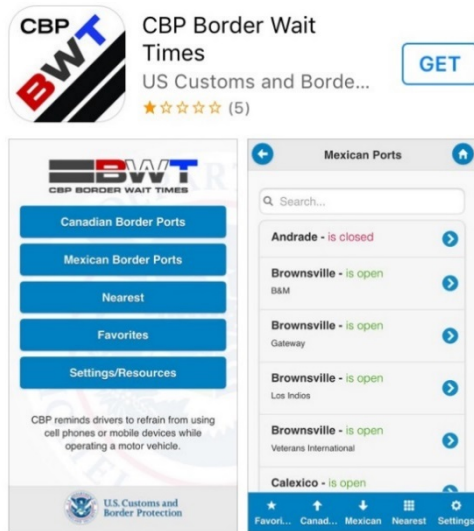 CBP
BWT
CBP Border Wait
Times
US Customs and Borde...
GET
(5)
BWT
CBP BORDER WAIT TIMES
Canadian Border Ports
Mexican Border Ports
Nearest
Favorites
Settings/Resources
CBP reminds drivers to refrain from using
cell phones or mobile devices while
operating a motor vehicle.
U.S. Customs and
Border Protection
Mexican Ports
Search...
Andrade - is closed
Brownsville - is open
B&M
Brownsville - is open
Gateway
Brownsville - is open
Los Indios
Brownsville - is open
Veterans International
Calexico - is open
Favori... Canad... Mexican Nearest Settings